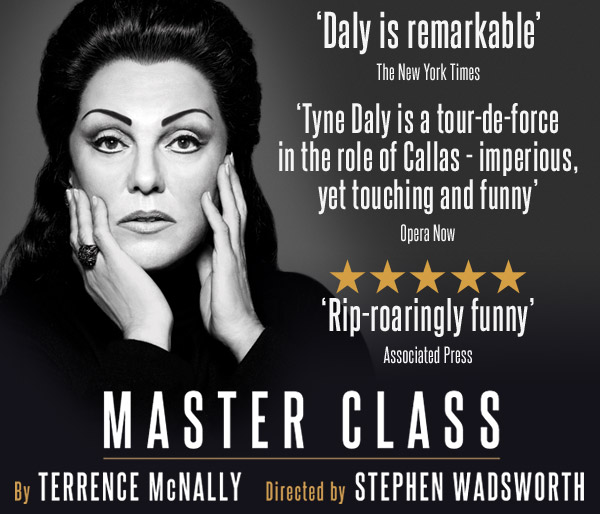 ‘Daly is remarkable’
The New York Times
‘Tyne Daly is a tour-de-force
in the role of Callas - imperious,
yet touching and funny’
Opera Now
‘Rip-roaringly funny’
Associated Press
MASTER CLASS
By TERRENCE McNALLY Directed by STEPHEN WADSWORTH